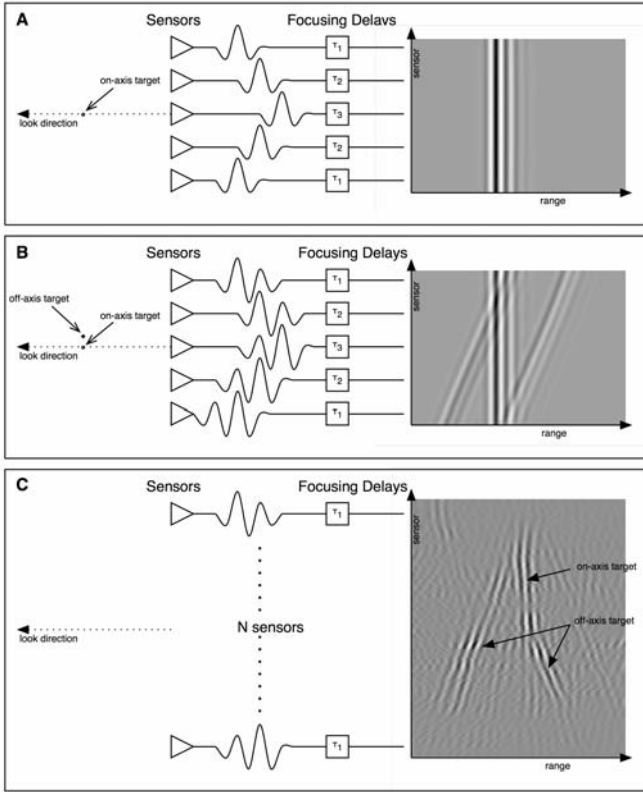 A
Sensors
Focusing Delavs
τ1
τ2
on-axis target
τ3
look direction
τ2
τ1
sensor
range
B
Sensors
Focusing Delays
τ1
off-axis target
τ2
on-axis target
τ3
look direction
τ2
τ1
sensor
range
C
Sensors
Focusing Delays
τ1
look direction
N sensors
τ1
sensor
on-axis target
off-axis target
range